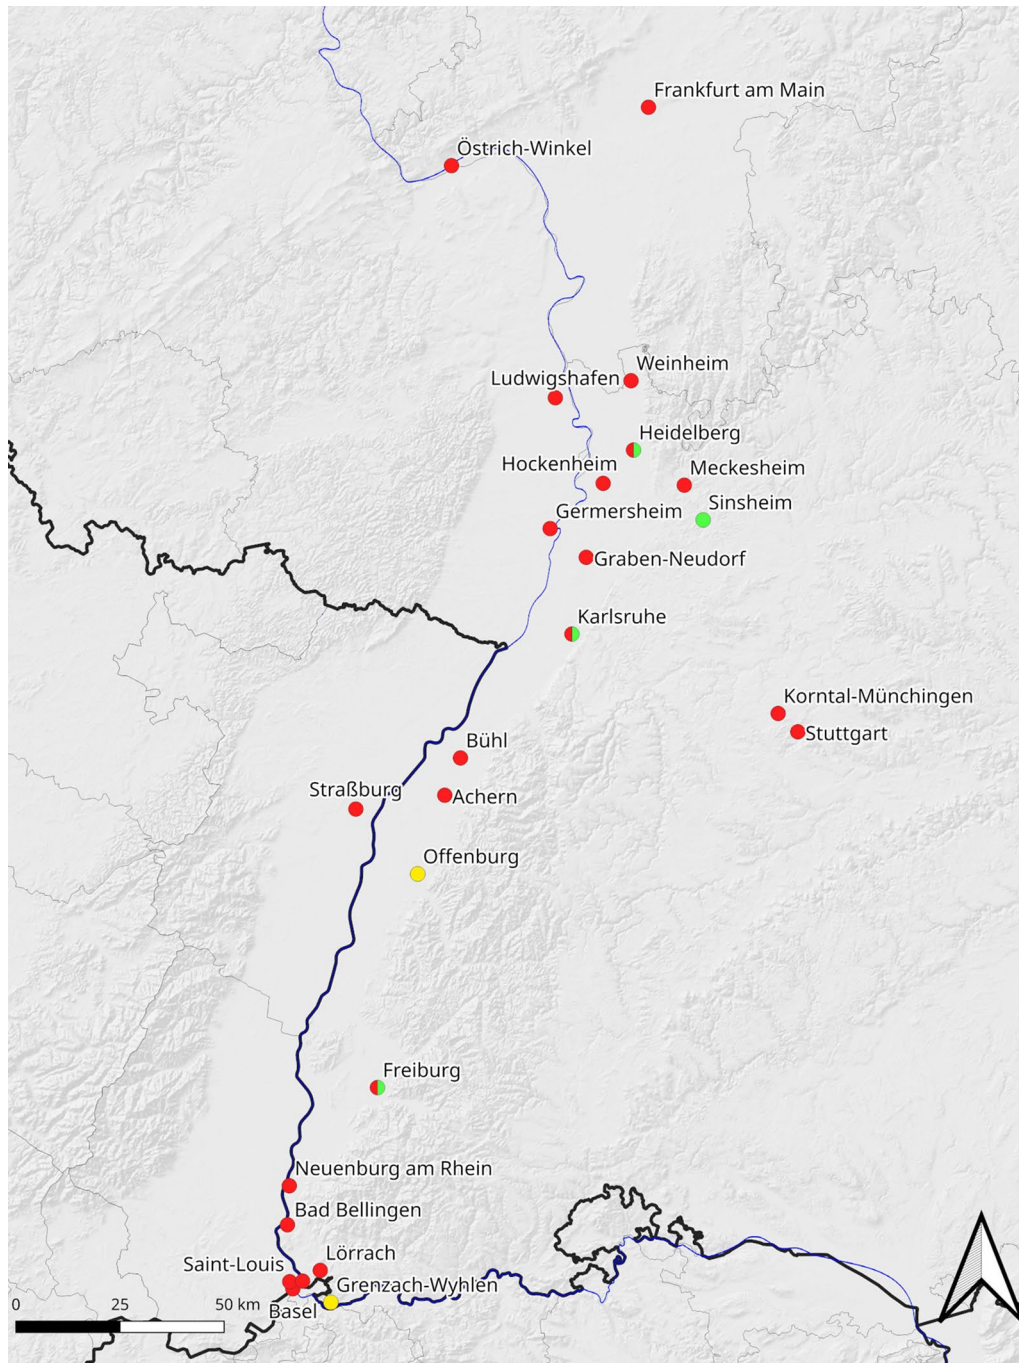 Frankfurt am Main
Östrich-Winkel
Weinheim
Ludwigshafen
Heidelberg
Hockenheim
Meckesheim
Sinsheim
Germersheim
Graben-Neudorf
Karlsruhe
Korntal-Münchingen
Stuttgart
Bühl
Straßburg
Achern
Offenburg
Freiburg
Neuenburg am Rhein
Bad Bellingen
Lörrach
Saint-Louis
Grenzach-Wyhlen
Basel
0 25 50 km